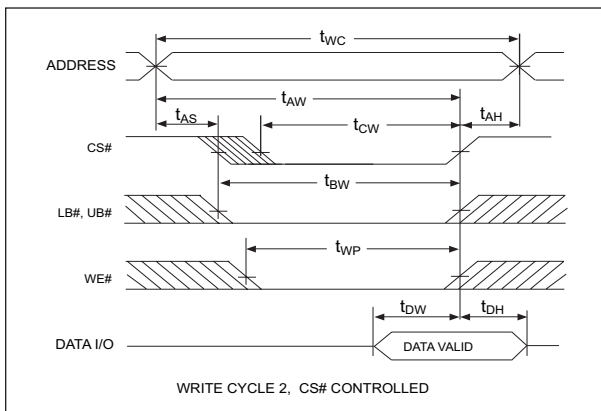 tWC
ADDRESS
tAW
tAS
tCW
tAH
CS#
tBW
LB#, UB#
tWP
WE#
tDW
tDH
DATA I/O
DATA VALID
WRITE CYCLE 2, CS# CONTROLLED